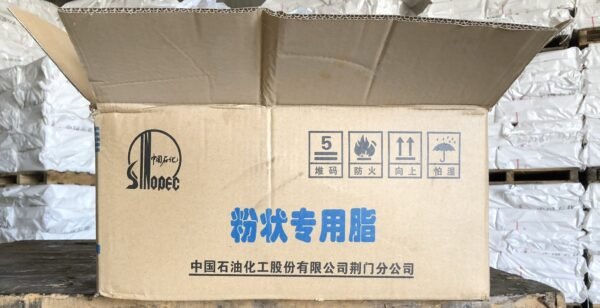 中国石化
SINOPEC
5
堆码 防火 向上 怕湿
粉状专用脂
中国石油化工股份有限公司荆门分公司